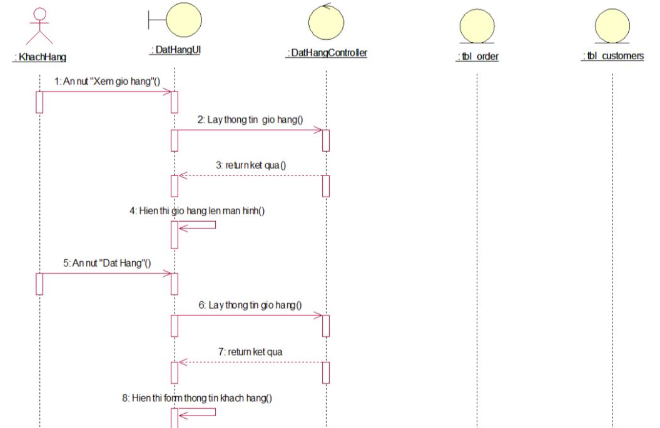 : KhachHang
: DatHangUI
: DatHangController
: tbl_order
: tbl_customers
1: An nut "Xem gio hang"()
2: Lay thong tin gio hang()
3: return ket qua()
4: Hien thi gio hang len man hinh()
5: An nut "Dat Hang"()
6: Lay thong tin gio hang()
7: return ket qua
8: Hien thi form thong tin khach hang()